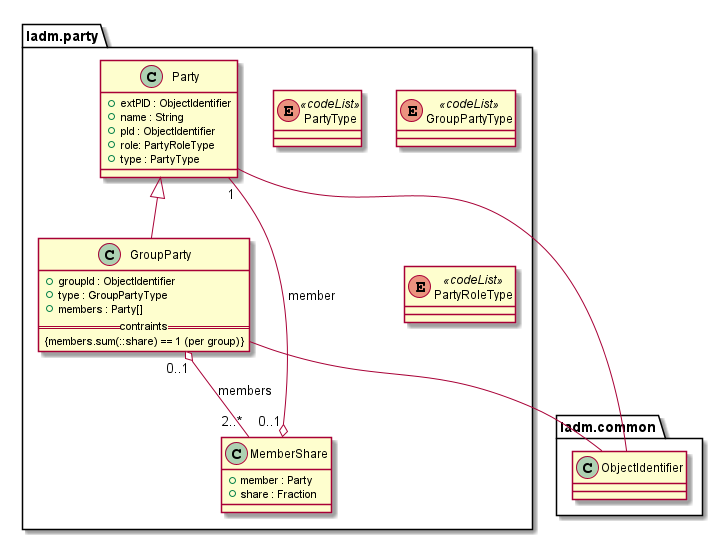 ladm.party
C Party
extPID : ObjectIdentifier
name : String
pId : ObjectIdentifier
role: PartyRoleType
type : PartyType
E «codeList»
PartyType
E «codeList»
GroupPartyType
1
C GroupParty
groupId : ObjectIdentifier
type : GroupPartyType
members : Party[]
contraints
{members.sum(::share) == 1 (per group)}
E «codeList»
PartyRoleType
member
0..1
members
2..*
0..1
C MemberShare
member : Party
share : Fraction
ladm.common
C ObjectIdentifier